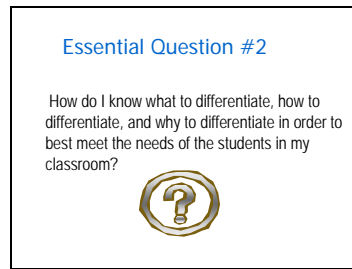 Essential Question #2
How do I know what to differentiate, how to
differentiate, and why to differentiate in order to
best meet the needs of the students in my
classroom?
?